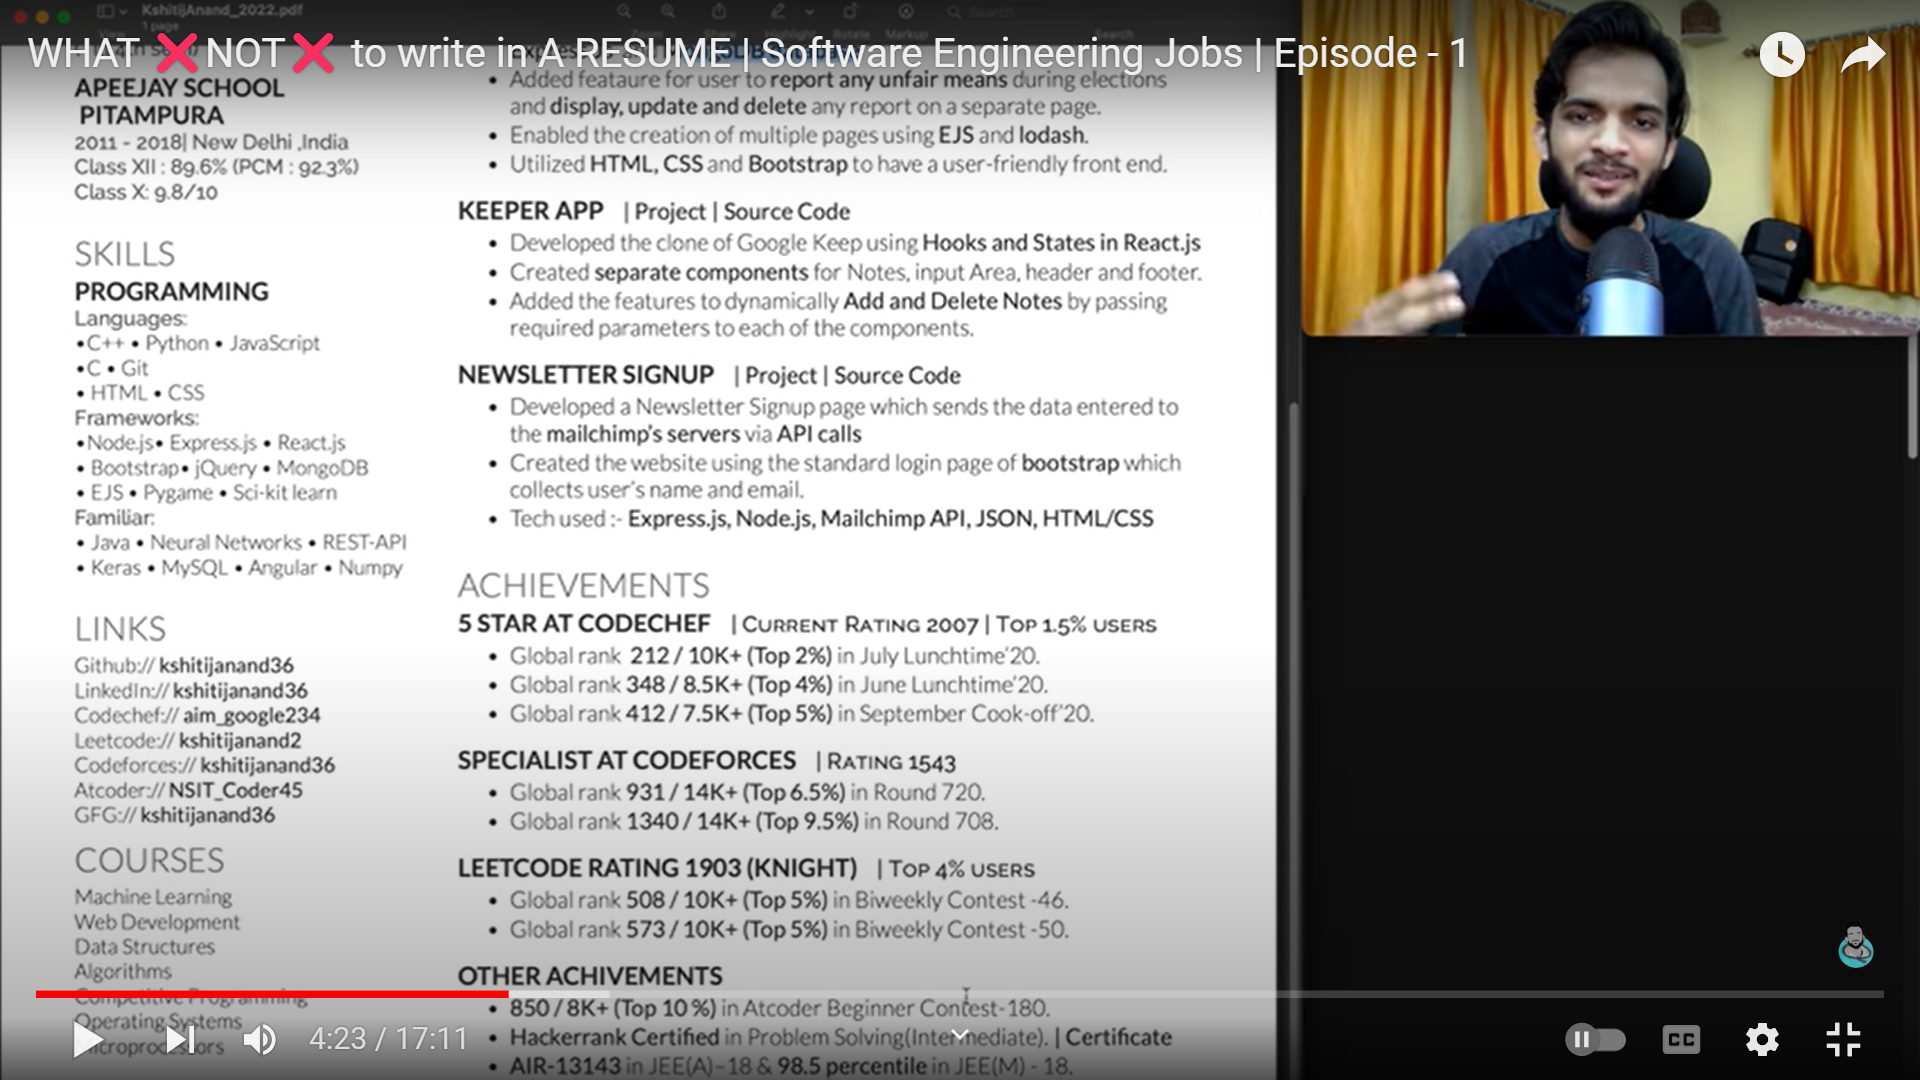 KshitijAnand_2022.pdf
1 page
Search
WHAT ❌NOT❌ to write in A RESUME | Software Engineering Jobs | Episode - 1
APEEJAY SCHOOL
PITAMPURA
2011 - 2018| New Delhi ,India
Class XII : 89.6% (PCM : 92.3%)
Class X: 9.8/10
SKILLS
PROGRAMMING
Languages:
•C++ • Python • JavaScript
•C • Git
• HTML • CSS
Frameworks:
•Node.js• Express.js • React.js
• Bootstrap• jQuery • MongoDB
• EJS • Pygame • Sci-kit learn
Familiar:
• Java • Neural Networks • REST-API
• Keras • MySQL • Angular • Numpy
LINKS
Github:// kshitijanand36
LinkedIn:// kshitijanand36
Codechef:// aim_google234
Leetcode:// kshitijanand2
Codeforces:// kshitijanand36
Atcoder:// NSIT_Coder45
GFG:// kshitijanand36
COURSES
Machine Learning
Web Development
Data Structures
Algorithms
Competitive Programming
Operating Systems
Microprocessors
• Added feataure for user to report any unfair means during elections
and display, update and delete any report on a separate page.
• Enabled the creation of multiple pages using EJS and lodash.
• Utilized HTML, CSS and Bootstrap to have a user-friendly front end.
KEEPER APP | Project | Source Code
• Developed the clone of Google Keep using Hooks and States in React.js
• Created separate components for Notes, input Area, header and footer.
• Added the features to dynamically Add and Delete Notes by passing
required parameters to each of the components.
NEWSLETTER SIGNUP | Project | Source Code
• Developed a Newsletter Signup page which sends the data entered to
the mailchimp's servers via API calls
• Created the website using the standard login page of bootstrap which
collects user's name and email.
• Tech used :- Express.js, Node.js, Mailchimp API, JSON, HTML/CSS
ACHIEVEMENTS
5 STAR AT CODECHEF | CURRENT RATING 2007 | TOP 1.5% USERS
• Global rank 212 / 10K+ (Top 2%) in July Lunchtime'20.
• Global rank 348 / 8.5K+ (Top 4%) in June Lunchtime'20.
• Global rank 412 / 7.5K+ (Top 5%) in September Cook-off'20.
SPECIALIST AT CODEFORCES | RATING 1543
• Global rank 931 / 14K+ (Top 6.5%) in Round 720.
• Global rank 1340 / 14K+ (Top 9.5%) in Round 708.
LEETCODE RATING 1903 (KNIGHT) | TOP 4% USERS
• Global rank 508 / 10K+ (Top 5%) in Biweekly Contest -46.
• Global rank 573 / 10K+ (Top 5%) in Biweekly Contest -50.
OTHER ACHIVEMENTS
• 850 / 8K+ (Top 10 %) in Atcoder Beginner Contest-180.
• Hackerrank Certified in Problem Solving(Intermediate). | Certificate
• AIR-13143 in JEE(A)-18 & 98.5 percentile in JEE(M) - 18.
4:23 / 17:11
CC